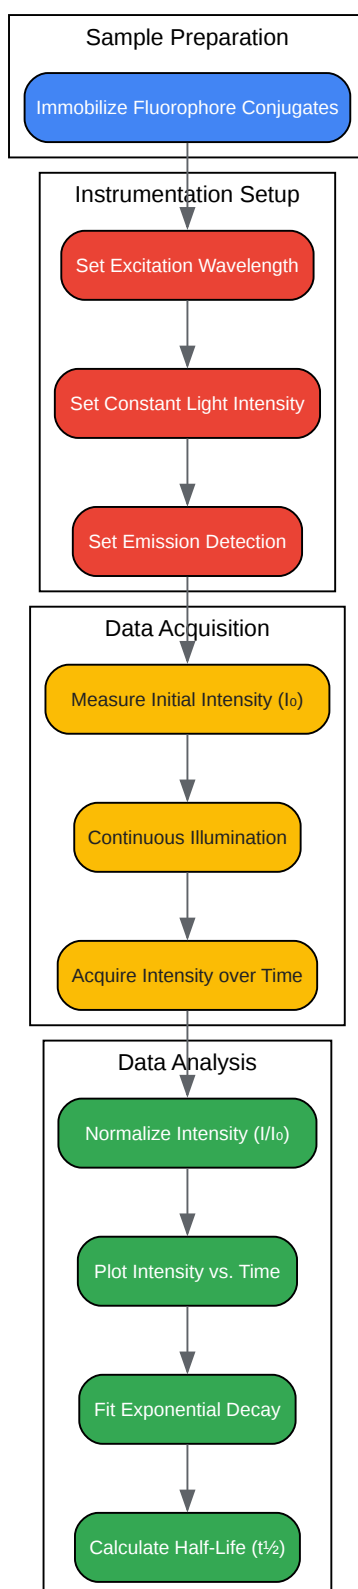 Sample Preparation
Immobilize Fluorophore Conjugates
Instrumentation Setup
Set Excitation Wavelength
Set Constant Light Intensity
Set Emission Detection
Data Acquisition
Measure Initial Intensity (I₀)
Continuous Illumination
Acquire Intensity over Time
Data Analysis
Normalize Intensity (I/I₀)
Plot Intensity vs. Time
Fit Exponential Decay
Calculate Half-Life (t½)